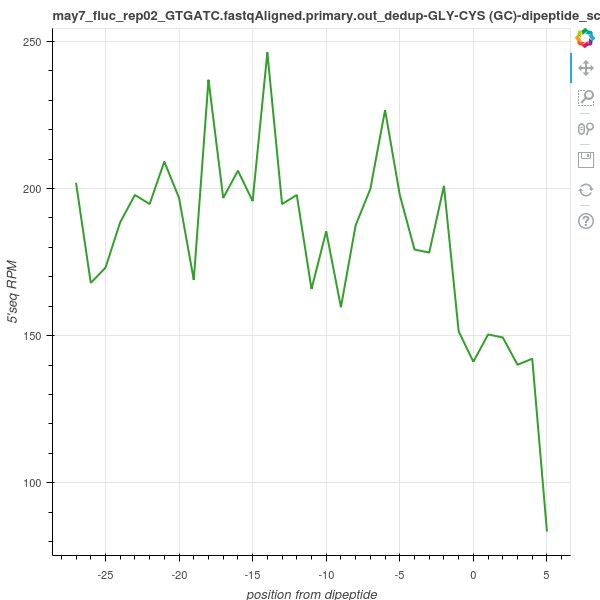 may7_fluc_rep02_GTGATC.fastqAligned.primary.out_dedup-GLY-CYS (GC)-dipeptide_sc
250
200
150
100
5'seq RPM
-25 -20 -15 -10 -5 0 5
position from dipeptide